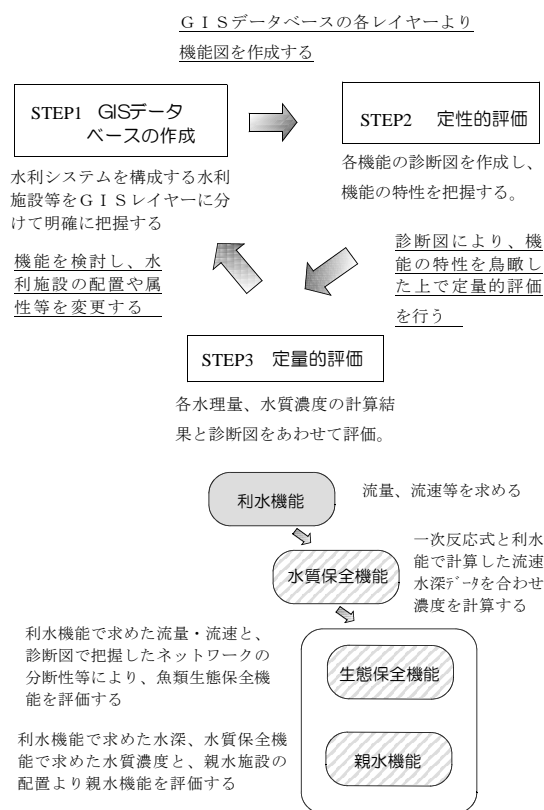 ＧＩＳデータベースの各レイヤーより
機能図を作成する
STEP1 GISデータ
ベースの作成
STEP2 定性的評価
水利システムを構成する水利
施設等をＧＩＳレイヤーに分
けて明確に把握する
各機能の診断図を作成し、
機能の特性を把握する。
機能を検討し、水
利施設の配置や属
性等を変更する
診断図により、機
能の特性を鳥瞰し
た上で定量的評価
を行う
STEP3 定量的評価
各水理量、水質濃度の計算結
果と診断図をあわせて評価。
利水機能
流量、流速等を求める
水質保全機能
一次反応式と利水
能で計算した流速
水深ﾃﾞｰﾀを合わせ
濃度を計算する
利水機能で求めた流量・流速と、
診断図で把握したネットワークの
分断性等により、魚類生態保全機
能を評価する
生態保全機能
利水機能で求めた水深、水質保全機
能で求めた水質濃度と、親水施設の
配置より親水機能を評価する
親水機能